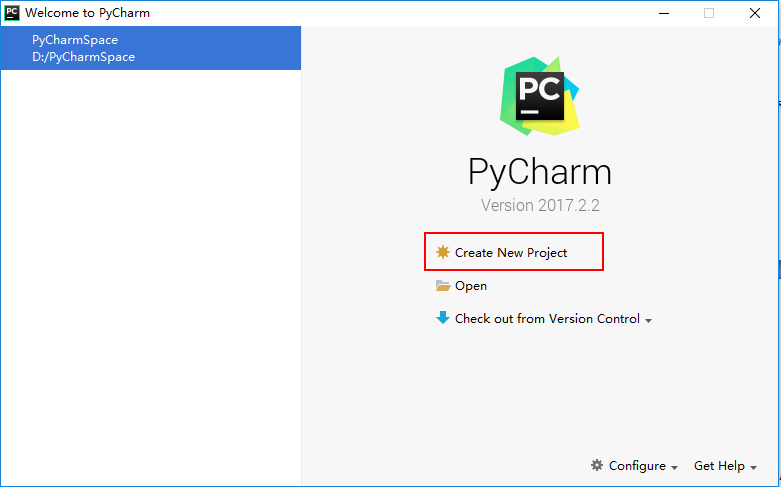 Welcome to PyCharm
PyCharmSpace
D:/PyCharmSpace
PC
PyCharm
Version 2017.2.2
Create New Project
Open
Check out from Version Control
Configure
Get Help